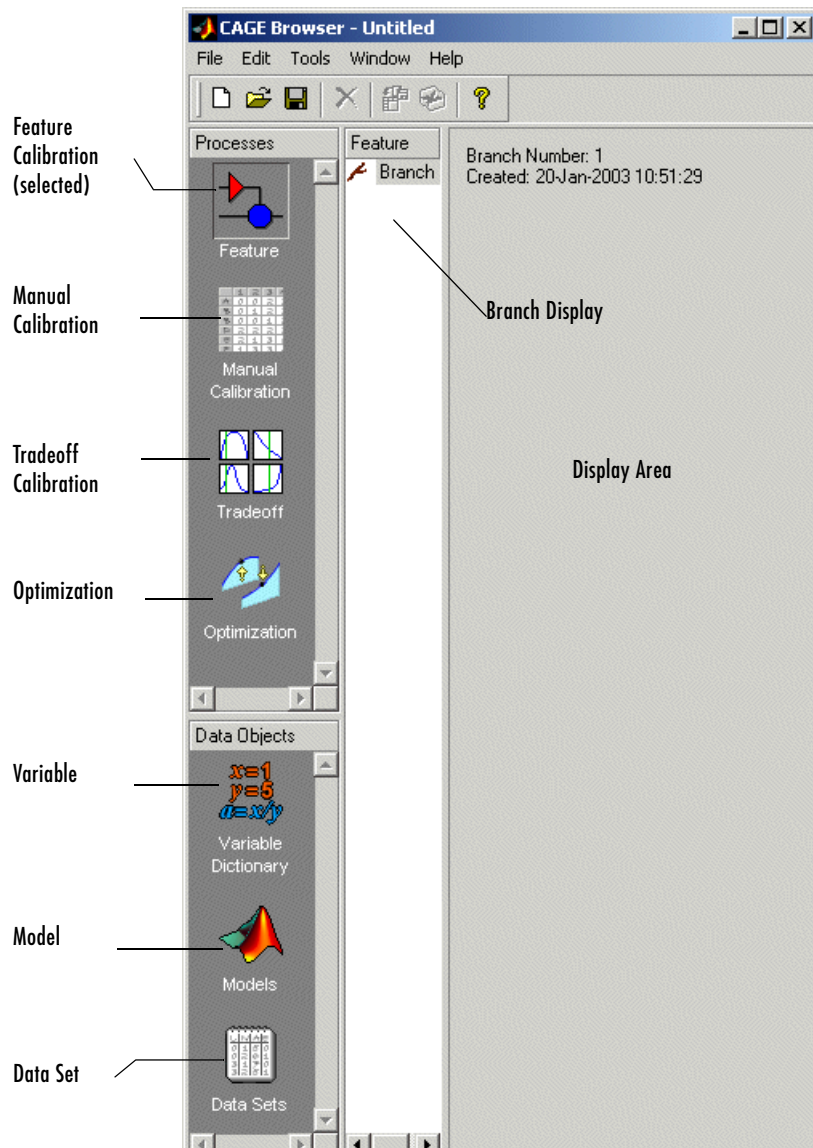 CAGE Browser - Untitled
File Edit Tools Window Help
Feature
Calibration
(selected)
Processes
Feature
Branch
Branch Number: 1
Created: 20-Jan-2003 10:51:29
Feature
Manual
Calibration
Manual
Calibration
Branch Display
Tradeoff
Calibration
Tradeoff
Display Area
Optimization
Optimization
Data Objects
Variable
x=1
y=5
a=x/y
Variable
Dictionary
Model
Models
Data Set
Data Sets